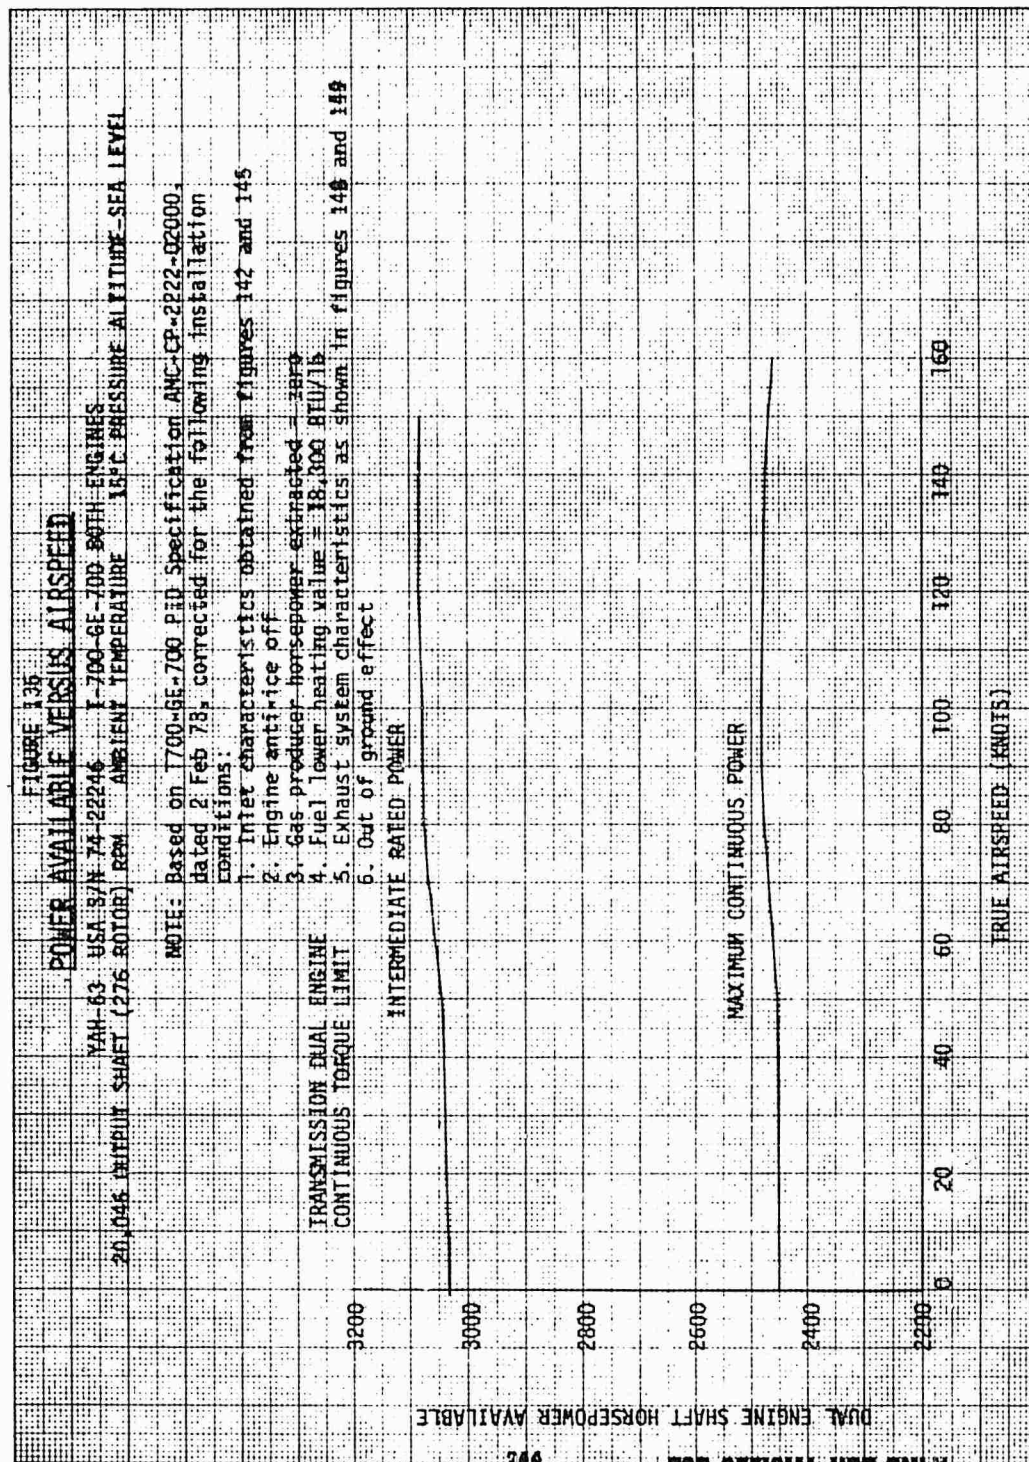 FIGURE 135
POWER AVAILABLE VERSUS AIRSPEED
YAH-63 USA S/N 74-22246 T-700-GE-700 BOTH ENGINES
20,046 OUTPUT SHAFT (276 ROTOR) RPM AMBIENT TEMPERATURE 15°C PRESSURE ALTITUDE-SEA LEVEL
NOTE: Based on T700-GE-700 PID Specification AMC-CP-2222-02000,
dated 2 Feb 73, corrected for the following installation
conditions:
1. Inlet characteristics obtained from figures 142 and 145
2. Engine anti-ice off
3. Gas producer horsepower extracted = zero
4. Fuel lower heating value = 18,300 BTU/lb
5. Exhaust system characteristics as shown in figures and
6. Out of ground effect
TRANSMISSION DUAL ENGINE
CONTINUOUS TORQUE LIMIT
INTERMEDIATE RATED POWER
MAXIMUM CONTINUOUS POWER
3200
3000
2800
2600
2400
2200
DUAL ENGINE SHAFT HORSEPOWER AVAILABLE
0 20 40 60 80 100 120 140 160
TRUE AIRSPEED (KNOTS)